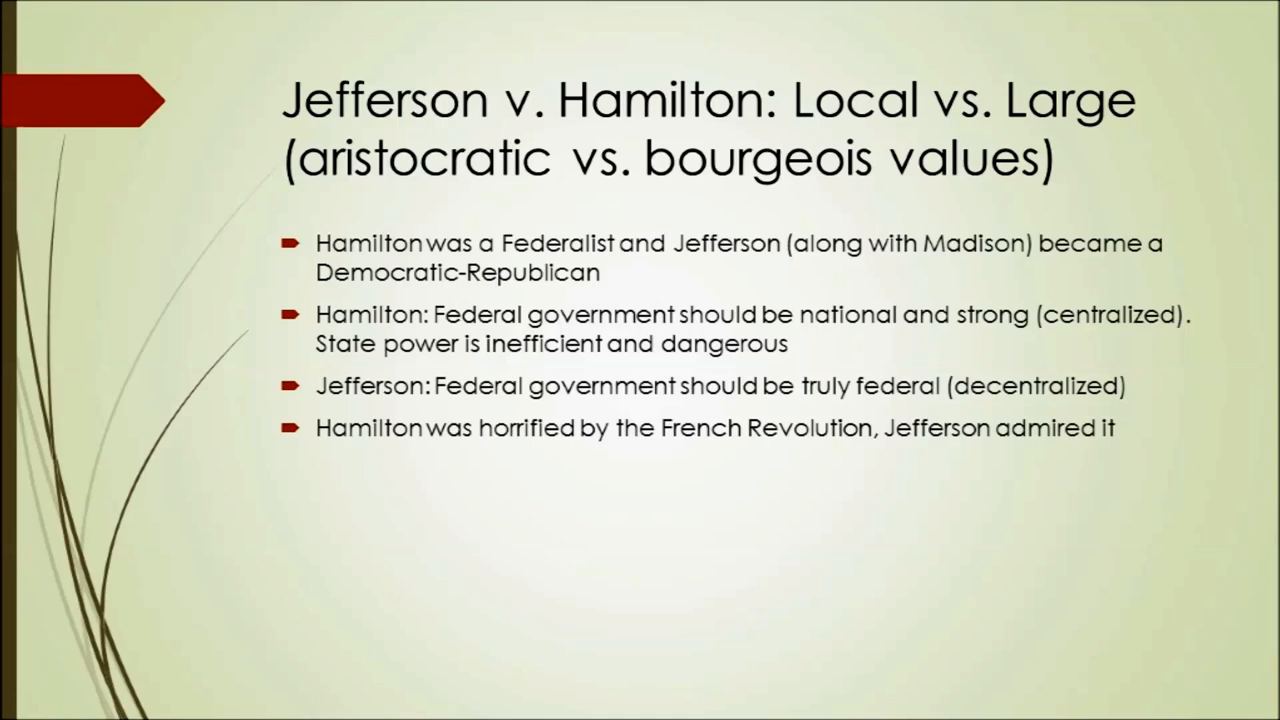 Jefferson v. Hamilton: Local vs. Large
(aristocratic vs. bourgeois values)
Hamilton was a Federalist and Jefferson (along with Madison) became a
Democratic-Republican
Hamilton: Federal government should be national and strong (centralized).
State power is inefficient and dangerous
Jefferson: Federal government should be truly federal (decentralized)
Hamilton was horrified by the French Revolution, Jefferson admired it